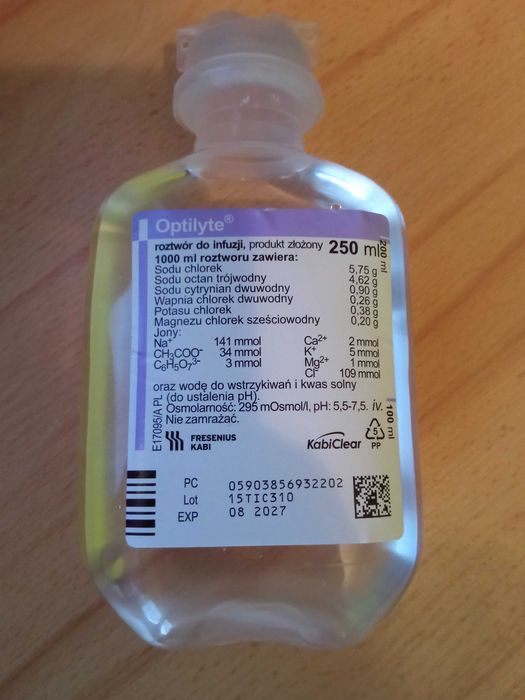 Optilyte®
roztwór do infuzji, produkt złożony 250 ml
1000 ml roztworu zawiera:
Sodu chlorek 5,75 g
Sodu octan trójwodny 4,62 g
Sodu cytrynian dwuwodny 0,90 g
Wapnia chlorek dwuwodny 0,26 g
Potasu chlorek 0,38 g
Magnezu chlorek sześciowodny 0,20 g
Jony:
Na⁺ 141 mmol Ca²⁺ 2 mmol
CH₃COO⁻ 34 mmol K⁺ 5 mmol
C₆H₅O₇³⁻ 3 mmol Mg²⁺ 1 mmol
Cl⁻ 109 mmol
oraz wodę do wstrzykiwań i kwas solny
(do ustalenia pH).
Osmolarność: 295 mOsmol/l, pH: 5,5-7,5. iv.
Nie zamrażać.
FRESENIUS
KABI
KabiClear
5
PP
E17095/A PL
200 ml
100 ml
PC 05903856932202
Lot 15TIC310
EXP 08 2027